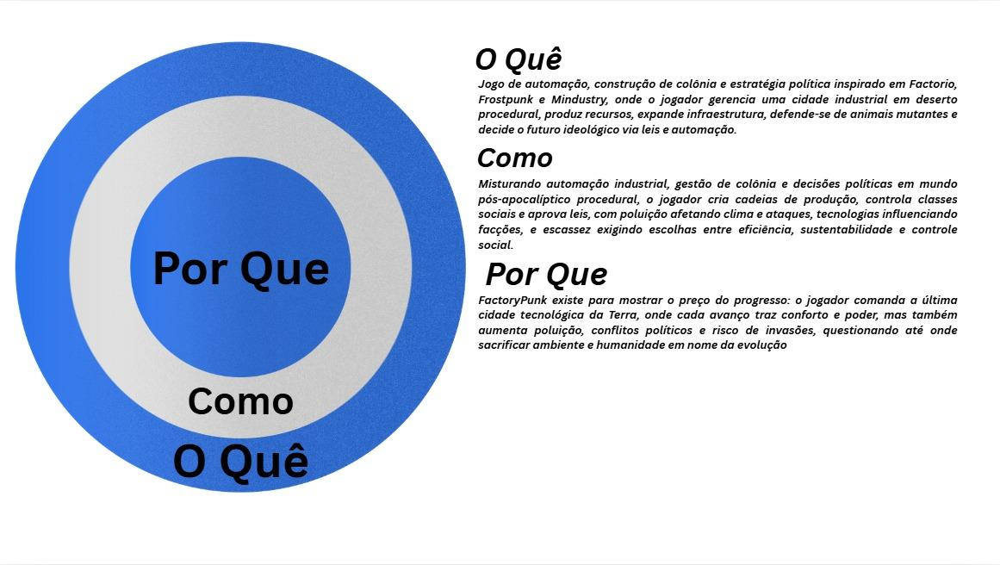 Por Que
Como
O Quê
O Quê
Jogo de automação, construção de colônia e estratégia política inspirado em Factorio,
Frostpunk e Mindustry, onde o jogador gerencia uma cidade industrial em deserto
procedural, produz recursos, expande infraestrutura, defende-se de animais mutantes e
decide o futuro ideológico via leis e automação.
Como
Misturando automação industrial, gestão de colônia e decisões políticas em mundo
pós-apocalíptico procedural, o jogador cria cadeias de produção, controla classes
sociais e aprova leis, com poluição afetando clima e ataques, tecnologias influenciando
facções, e escassez exigindo escolhas entre eficiência, sustentabilidade e controle
social.
Por Que
FactoryPunk existe para mostrar o preço do progresso: o jogador comanda a última
cidade tecnológica da Terra, onde cada avanço traz conforto e poder, mas também
aumenta poluição, conflitos políticos e risco de invasões, questionando até onde
sacrificar ambiente e humanidade em nome da evolução